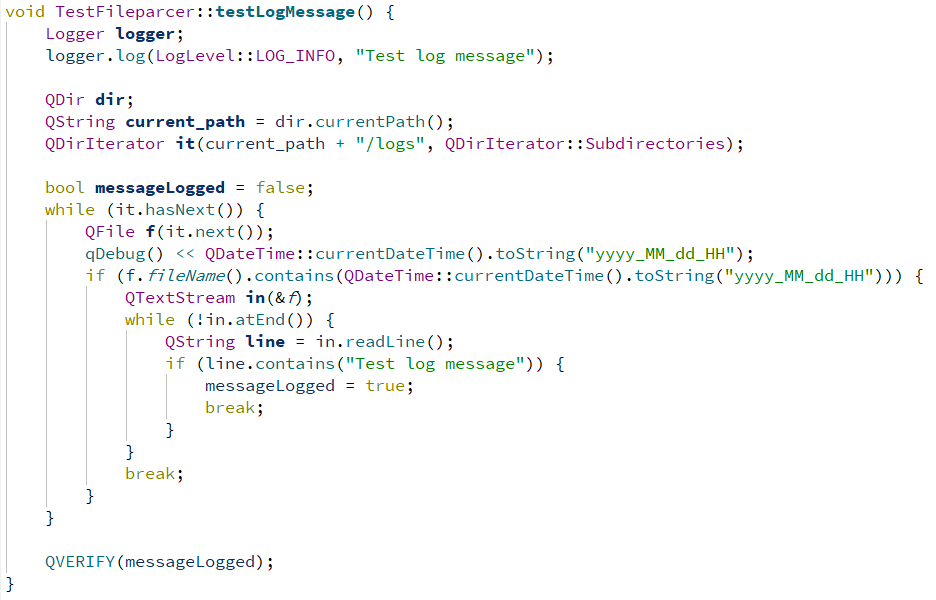 void TestFileparcer::testLogMessage() {
    Logger logger;
    logger.log(LogLevel::LOG_INFO, "Test log message");

    QDir dir;
    QString current_path = dir.currentPath();
    QDirIterator it(current_path + "/logs", QDirIterator::Subdirectories);

    bool messageLogged = false;
    while (it.hasNext()) {
        QFile f(it.next());
        qDebug() << QDateTime::currentDateTime().toString("yyyy_MM_dd_HH");
        if (f.fileName().contains(QDateTime::currentDateTime().toString("yyyy_MM_dd_HH"))) {
            QTextStream in(&f);
            while (!in.atEnd()) {
                QString line = in.readLine();
                if (line.contains("Test log message")) {
                    messageLogged = true;
                    break;
                }
            }
            break;
        }
    }

    QVERIFY(messageLogged);
}